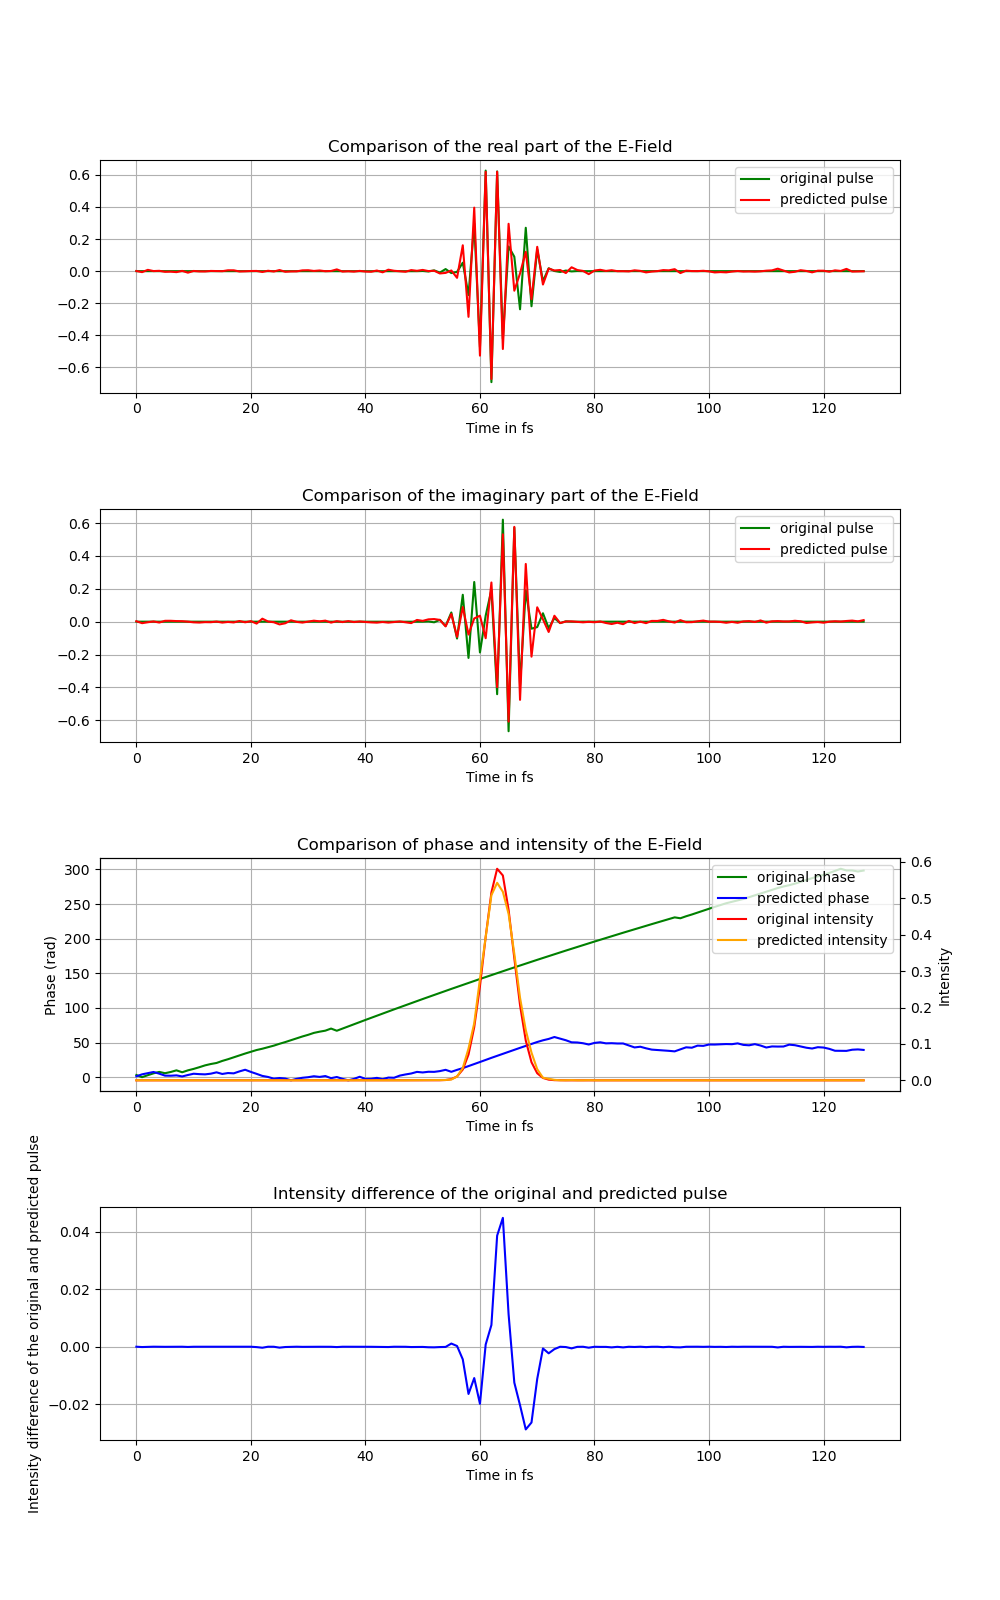 Comparison of the real part of the E-Field
original pulse
predicted pulse
0.6
0.4
0.2
0.0
−0.2
−0.4
−0.6
0 20 40 60 80 100 120
Time in fs
Comparison of the imaginary part of the E-Field
original pulse
predicted pulse
0.6
0.4
0.2
0.0
−0.2
−0.4
−0.6
0 20 40 60 80 100 120
Time in fs
Comparison of phase and intensity of the E-Field
original phase
predicted phase
original intensity
predicted intensity
Phase (rad)
300
250
200
150
100
50
0
0.6
0.5
0.4
0.3
0.2
0.1
0.0
Intensity
0 20 40 60 80 100 120
Time in fs
Intensity difference of the original and predicted pulse
Intensity difference of the original and predicted pulse
0.04
0.02
0.00
−0.02
0 20 40 60 80 100 120
Time in fs